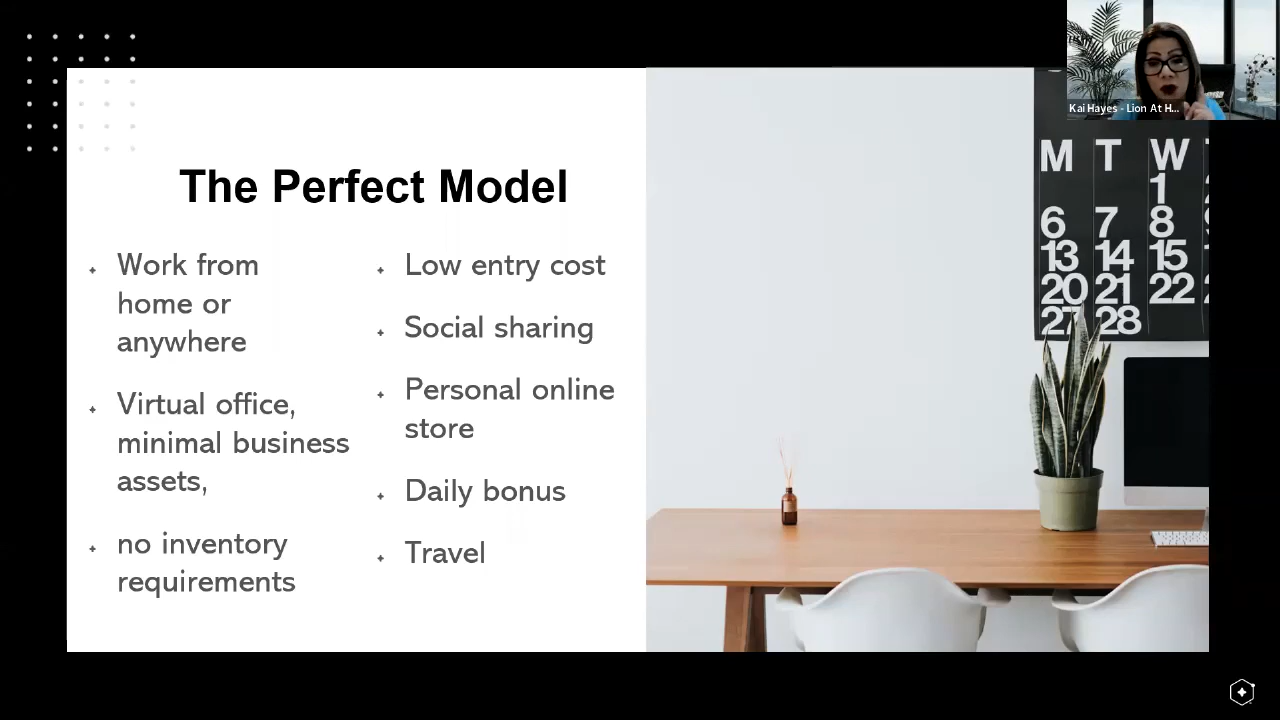 Kai Hayes - Lion At H...
The Perfect Model
Work from
home or
anywhere
Virtual office,
minimal business
assets,
no inventory
requirements
Low entry cost
Social sharing
Personal online
store
Daily bonus
Travel
M T W
1
6 7 8
13 14 15
20 21 22
27 28